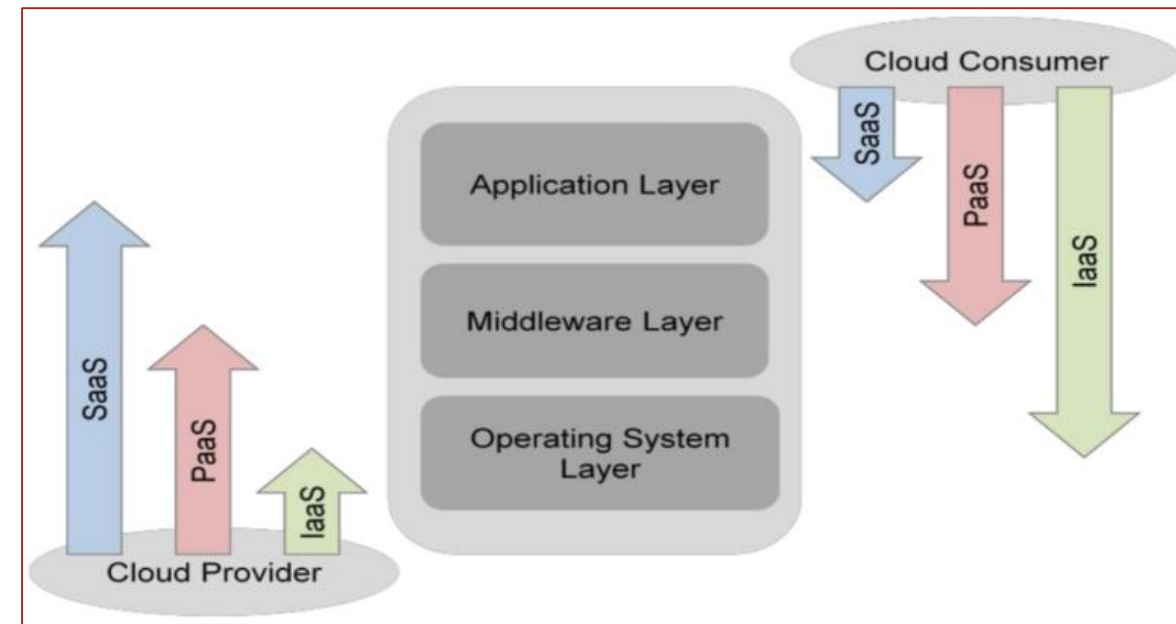 Cloud Consumer
SaaS
PaaS
IaaS
Application Layer
Middleware Layer
Operating System
Layer
SaaS
PaaS
IaaS
Cloud Provider